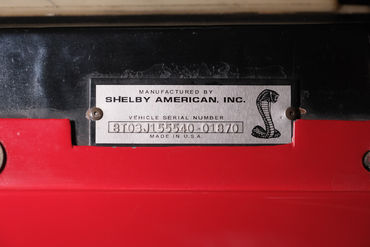 MANUFACTURED BY
SHELBY AMERICAN, INC.
VEHICLE SERIAL NUMBER
8T03J155540-01870
MADE IN U.S.A.